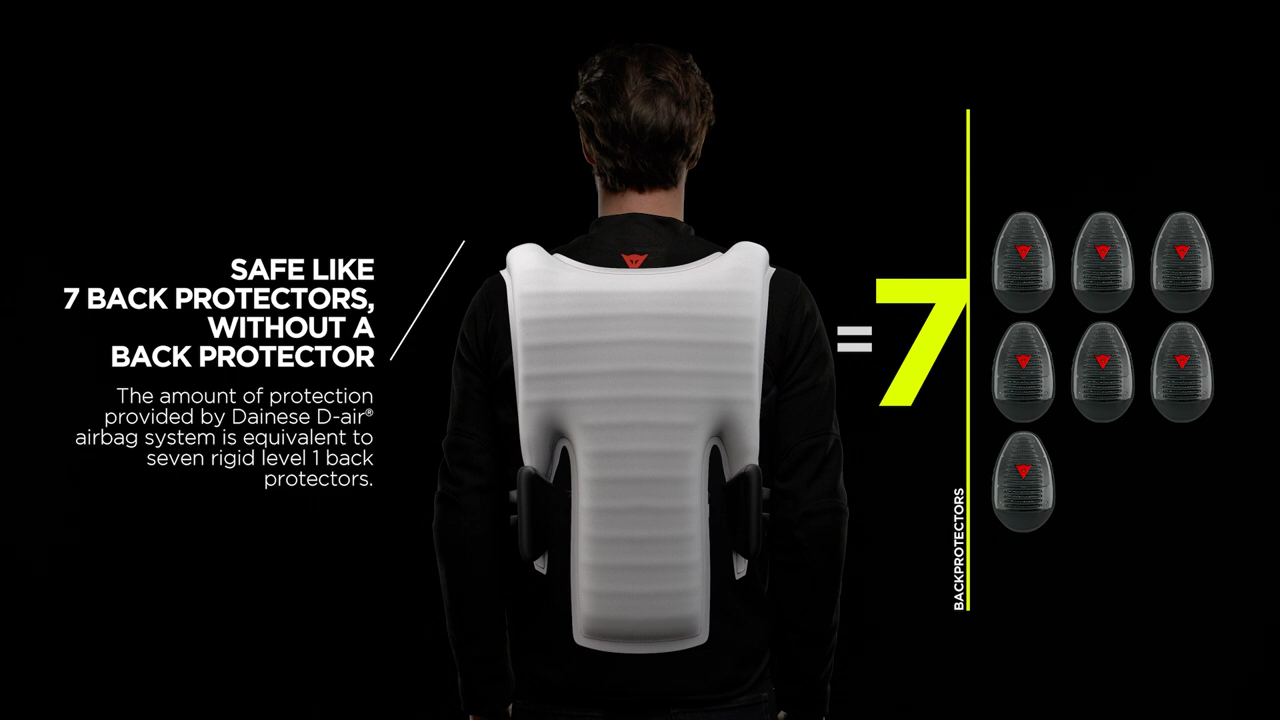 SAFE LIKE
7 BACK PROTECTORS,
WITHOUT A
BACK PROTECTOR
The amount of protection
provided by Dainese D-air®
airbag system is equivalent to
seven rigid level 1 back
protectors.
=7
BACKPROTECTORS